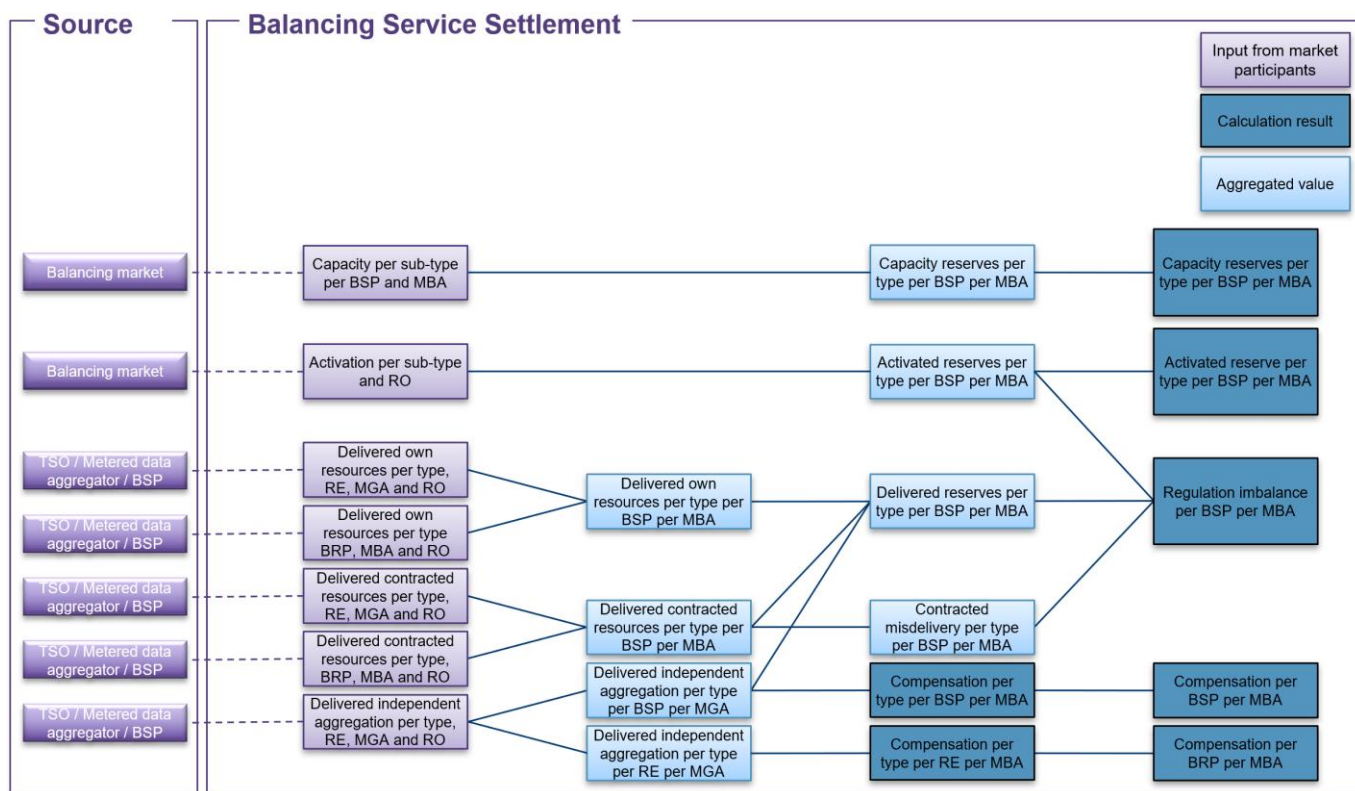 Source
Balancing Service Settlement
Input from market
participants
Calculation result
Aggregated value
Balancing market
Capacity per sub-type
per BSP and MBA
Capacity reserves per
type per BSP per MBA
Capacity reserves per
type per BSP per MBA
Balancing market
Activation per sub-type
and RO
Activated reserves per
type per BSP per MBA
Activated reserve per
type per BSP per MBA
TSO / Metered data
aggregator / BSP
Delivered own
resources per type,
RE, MGA and RO
Delivered own
resources per type per
BSP per MBA
Delivered reserves per
type per BSP per MBA
Regulation imbalance
per BSP per MBA
TSO / Metered data
aggregator / BSP
Delivered own
resources per type
BRP, MBA and RO
TSO / Metered data
aggregator / BSP
Delivered contracted
resources per type,
RE, MGA and RO
Delivered contracted
resources per type per
BSP per MBA
Contracted
misdelivery per type
per BSP per MBA
TSO / Metered data
aggregator / BSP
Delivered contracted
resources per type,
BRP, MBA and RO
Delivered independent
aggregation per type
per BSP per MGA
Compensation per
type per BSP per MBA
Compensation per
BSP per MBA
TSO / Metered data
aggregator / BSP
Delivered independent
aggregation per type,
RE, MGA and RO
Delivered independent
aggregation per type
per RE per MGA
Compensation per
type per RE per MBA
Compensation per
BRP per MBA